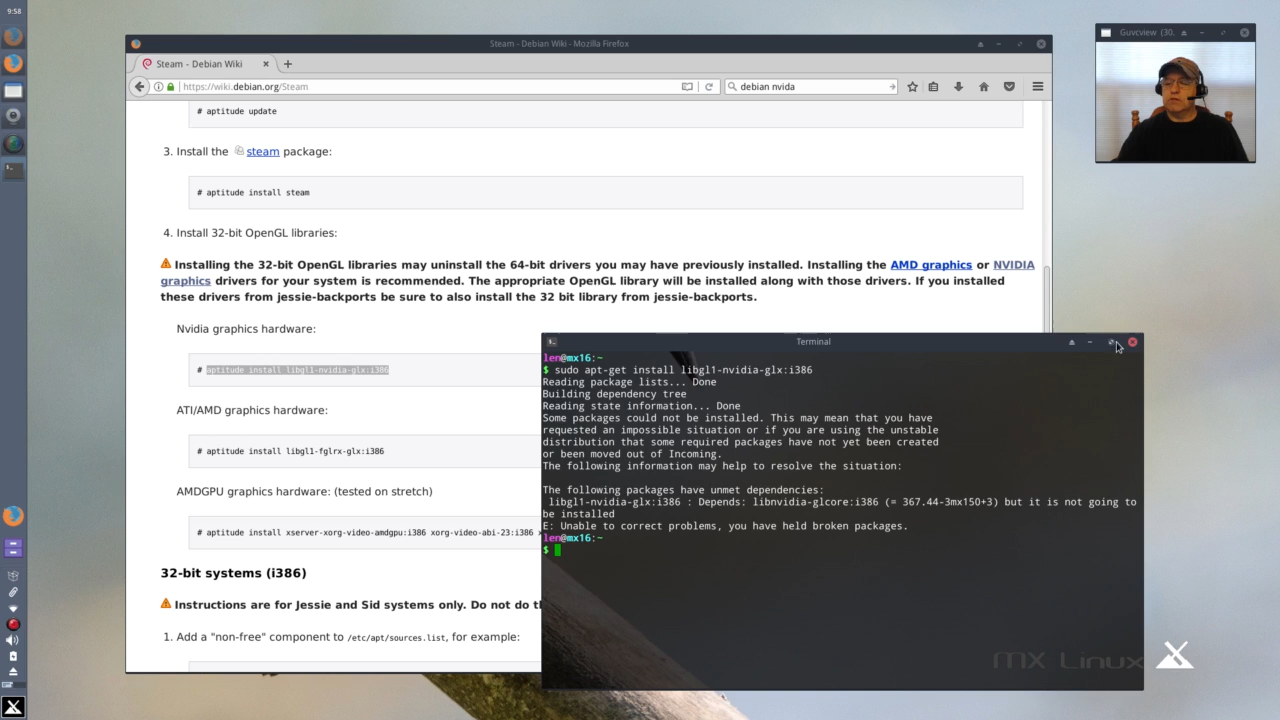 9:58
Steam - Debian Wiki - Mozilla Firefox
Steam - Debian Wiki
https://wiki.debian.org/Steam
debian nvida
# aptitude update
3. Install the steam package:
# aptitude install steam
4. Install 32-bit OpenGL libraries:
Installing the 32-bit OpenGL libraries may uninstall the 64-bit drivers you may have previously installed. Installing the AMD graphics or NVIDIA
graphics drivers for your system is recommended. The appropriate OpenGL library will be installed along with those drivers. If you installed
these drivers from jessie-backports be sure to also install the 32 bit library from jessie-backports.
Nvidia graphics hardware:
# aptitude install libgl1-nvidia-glx:i386
ATI/AMD graphics hardware:
# aptitude install libgl1-fglrx-glx:i386
AMDGPU graphics hardware: (tested on stretch)
# aptitude install xserver-xorg-video-amdgpu:i386 xorg-video-abi-23:i386 x
32-bit systems (i386)
Instructions are for Jessie and Sid systems only. Do not do th
1. Add a "non-free" component to /etc/apt/sources.list, for example:
Guvcview (30.
Terminal
len@mx16:~
$ sudo apt-get install libgl1-nvidia-glx:i386
Reading package lists... Done
Building dependency tree
Reading state information... Done
Some packages could not be installed. This may mean that you have
requested an impossible situation or if you are using the unstable
distribution that some required packages have not yet been created
or been moved out of Incoming.
The following information may help to resolve the situation:
The following packages have unmet dependencies:
libgl1-nvidia-glx:i386 : Depends: libnvidia-glcore:i386 (= 367.44-3mx150+3) but it is not going to
be installed
E: Unable to correct problems, you have held broken packages.
len@mx16:~
$
MX Linux